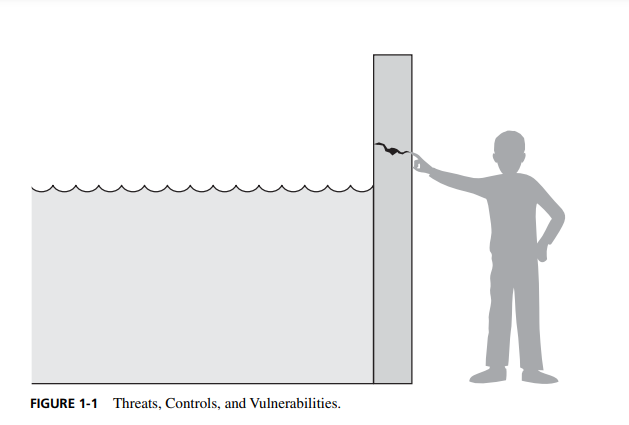 FIGURE 1-1 Threats, Controls, and Vulnerabilities.